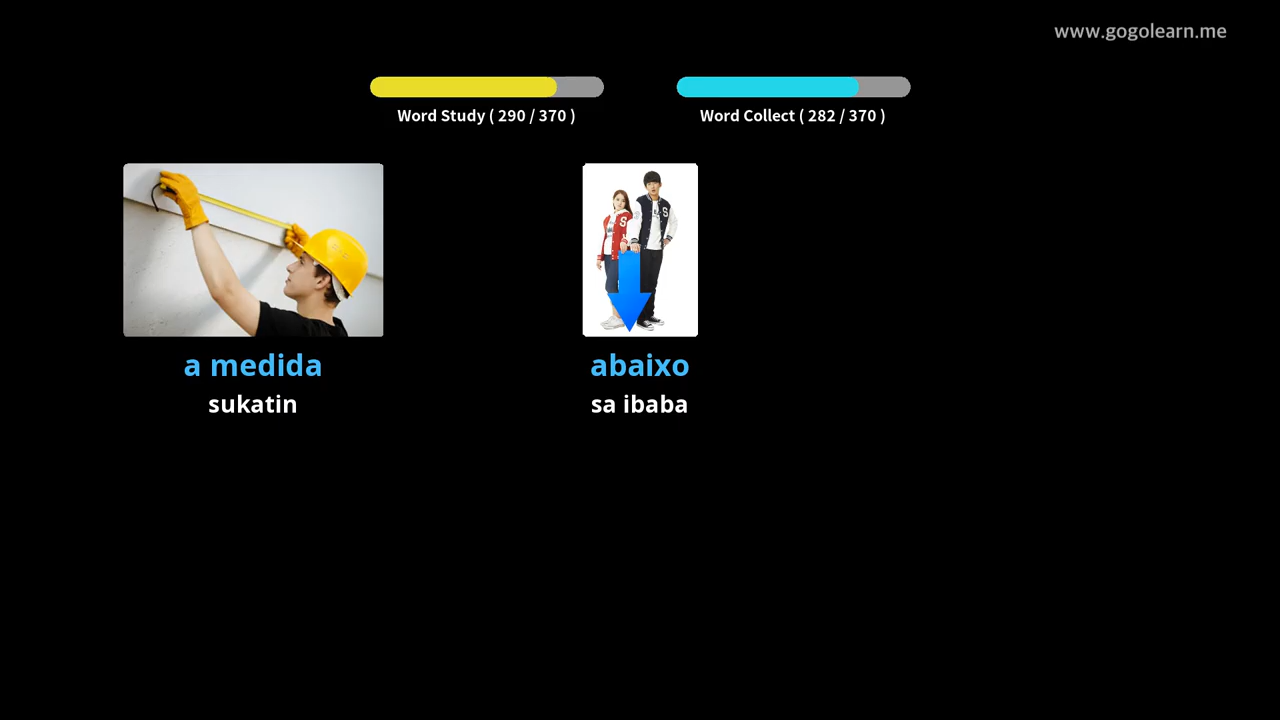 www.gogolearn.me
Word Study ( 290 / 370 )
Word Collect ( 282 / 370 )
S
S
a medida
abaixo
sukatin
sa ibaba